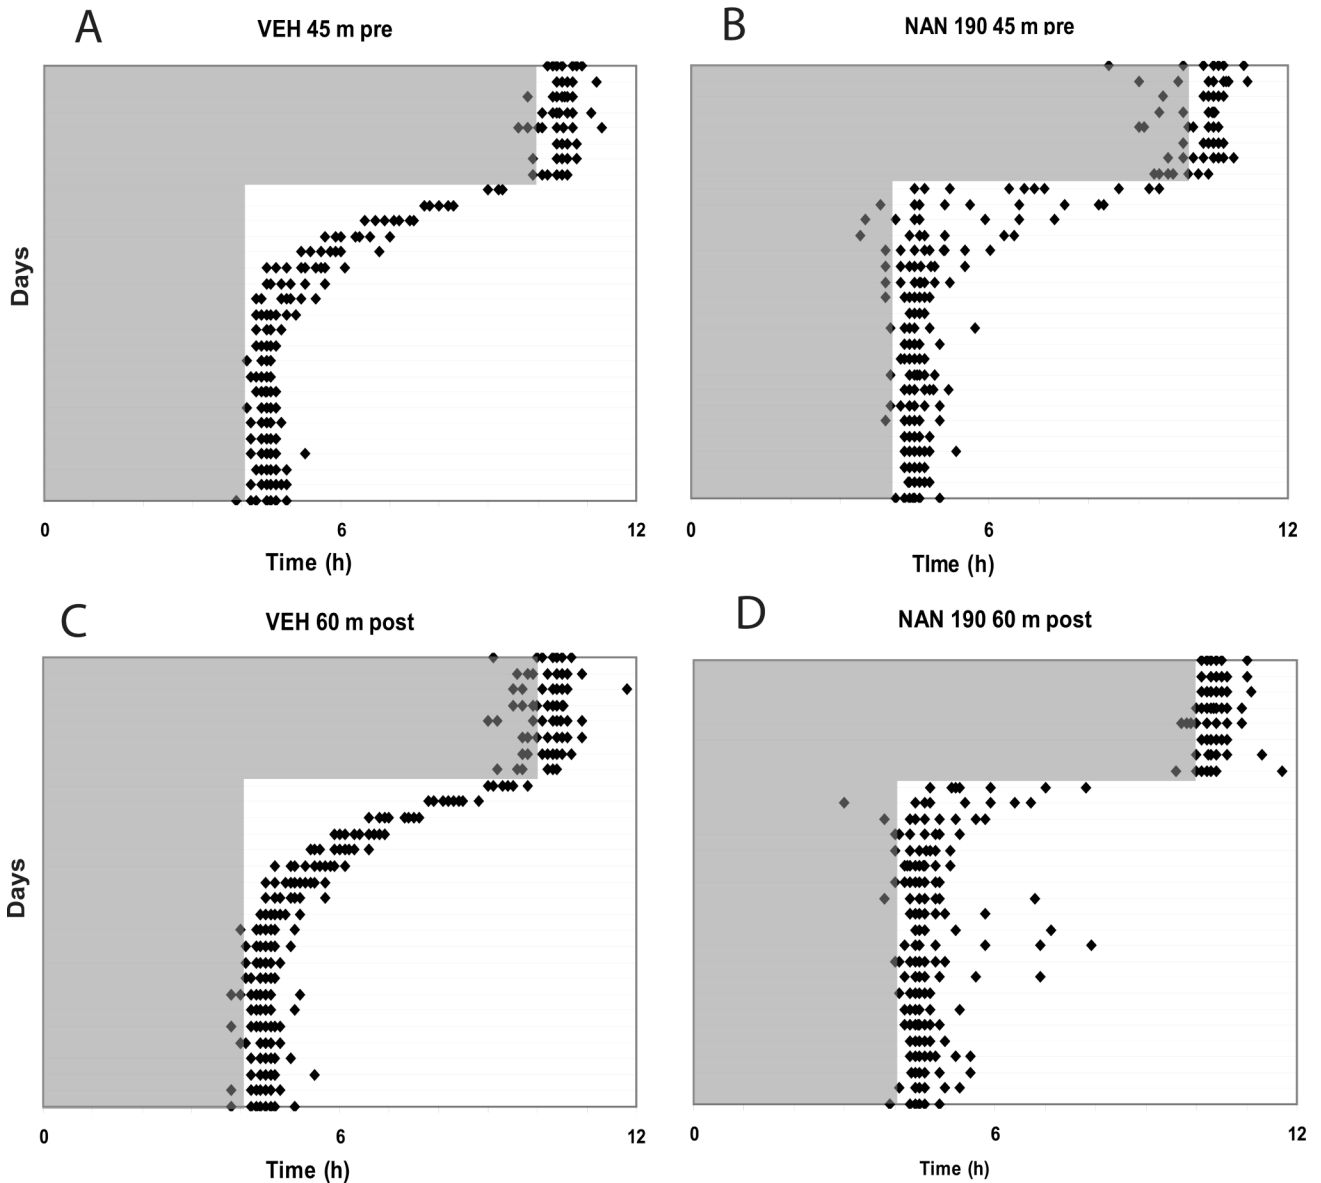 A
VEH 45 m pre
B
NAN 190 45 m pre
Days
0 6 12
Time (h)
0 6 12
TIme (h)
C
VEH 60 m post
D
NAN 190 60 m post
Days
0 6 12
Time (h)
0 6 12
Time (h)